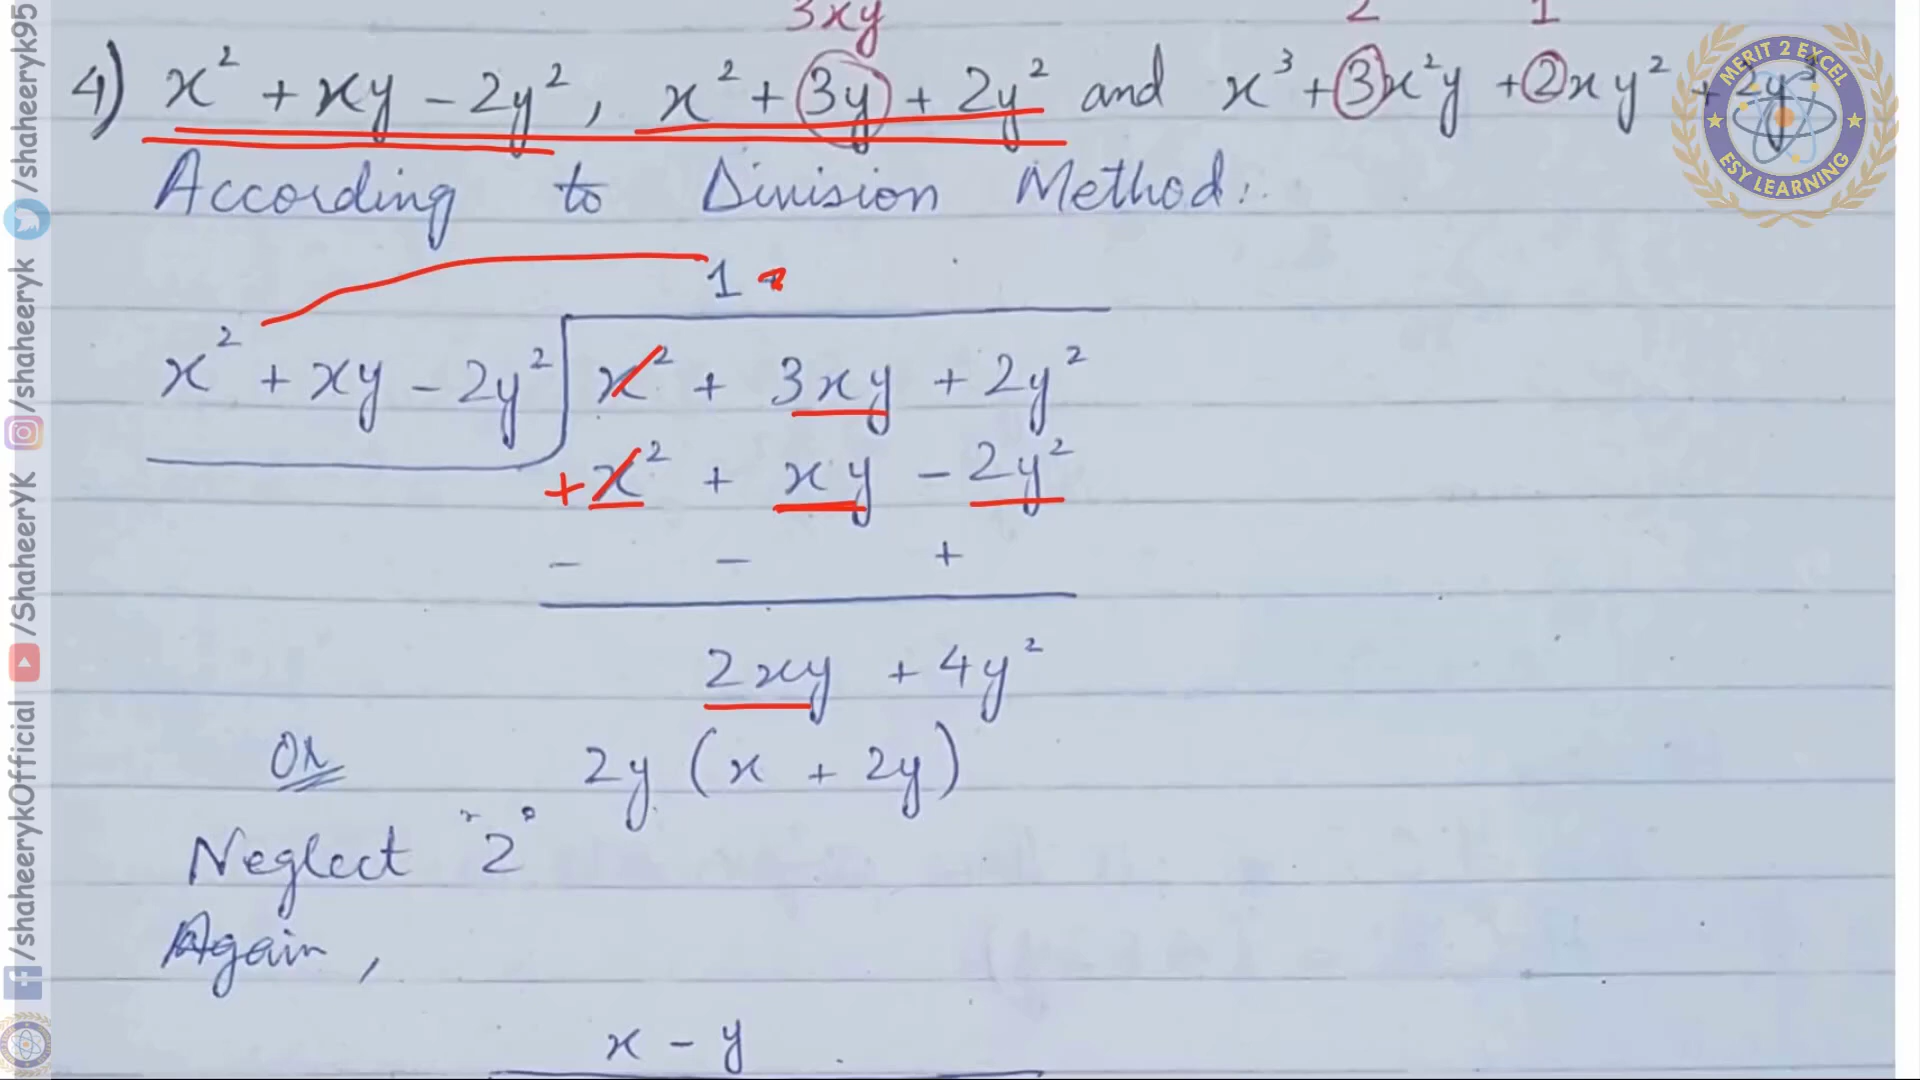 3xy 2 1
4) x² + xy - 2y², x² + 3y + 2y² and x³ + 3x²y + 2xy² + 2y³
According to Division Method:
1
x² + xy - 2y² x² + 3xy + 2y²
+ x² + xy - 2y²
- - +
2xy + 4y²
Or 2y (x + 2y)
Neglect "2"
Again,
x - y
MERIT 2 EXCEL
ESY LEARNING
/shaheeryk95
/shaheeryk
/ShaheerYK
/shaheerykOfficial